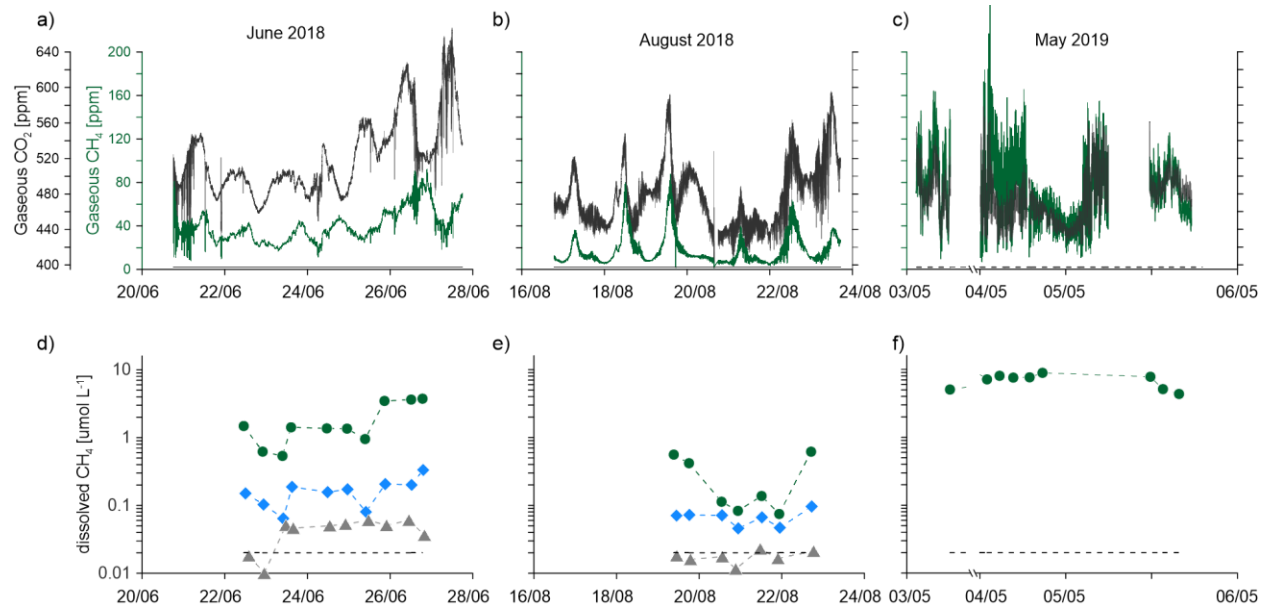 a)
June 2018
b)
August 2018
c)
May 2019
Gaseous CO2 [ppm]
640
600
560
520
480
440
400
Gaseous CH4 [ppm]
200
160
120
80
40
0
20/06 22/06 24/06 26/06 28/06
16/08 18/08 20/08 22/08 24/08
03/05 04/05 05/05 06/05
d)
e)
f)
dissolved CH4 [umol L-1]
10
1
0.1
0.01
20/06 22/06 24/06 26/06 28/06
16/08 18/08 20/08 22/08 24/08
03/05 04/05 05/05 06/05